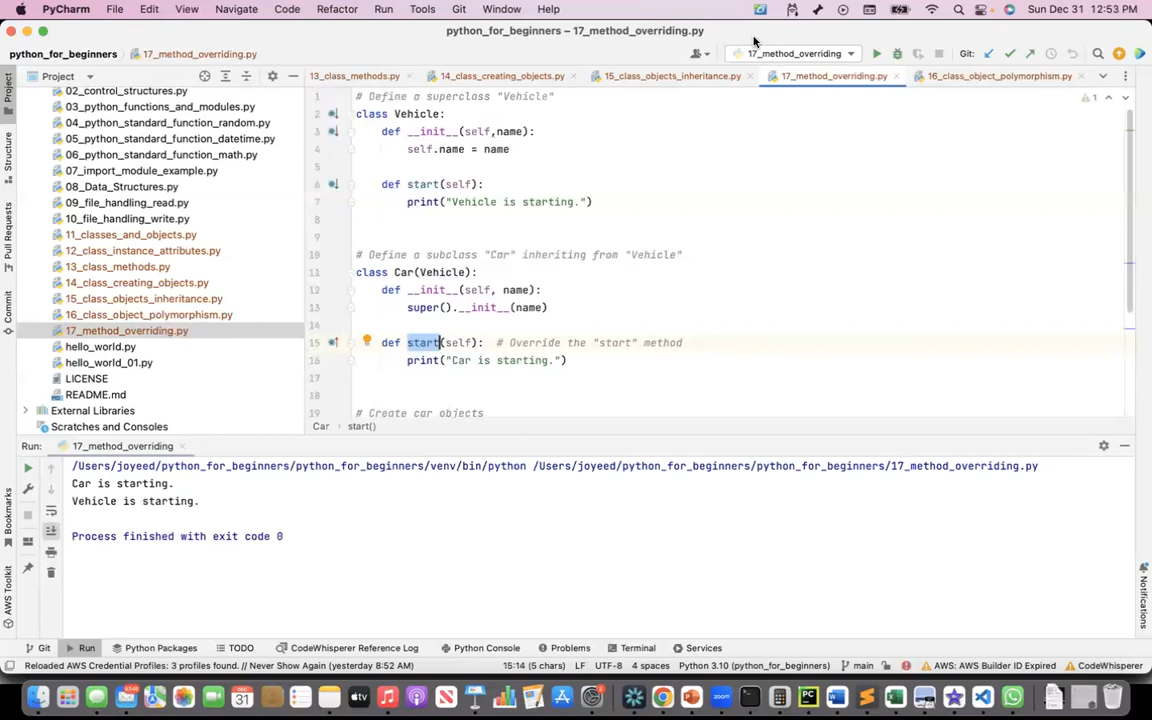 PyCharm File Edit View Navigate Code Refactor Run Tools Git Window Help Sun Dec 31 12:53 PM
python_for_beginners – 17_method_overriding.py
python_for_beginners 17_method_overriding.py 17_method_overriding Git:
Project
13_class_methods.py 14_class_creating_objects.py 15_class_objects_inheritance.py 17_method_overriding.py 16_class_object_polymorphism.py
Project
Structure
Pull Requests
Commit
Bookmarks
AWS Toolkit
02_control_structures.py
03_python_functions_and_modules.py
04_python_standard_function_random.py
05_python_standard_function_datetime.py
06_python_standard_function_math.py
07_import_module_example.py
08_Data_Structures.py
09_file_handling_read.py
10_file_handling_write.py
11_classes_and_objects.py
12_class_instance_attributes.py
13_class_methods.py
14_class_creating_objects.py
15_class_objects_inheritance.py
16_class_object_polymorphism.py
17_method_overriding.py
hello_world.py
hello_world_01.py
LICENSE
README.md
External Libraries
Scratches and Consoles
1 # Define a superclass "Vehicle"
2 class Vehicle:
3 def __init__(self,name):
4 self.name = name
5
6 def start(self):
7 print("Vehicle is starting.")
8
9
10 # Define a subclass "Car" inheriting from "Vehicle"
11 class Car(Vehicle):
12 def __init__(self, name):
13 super().__init__(name)
14
15 def start(self): # Override the "start" method
16 print("Car is starting.")
17
18
19 # Create car objects
1
Car start()
Run: 17_method_overriding
/Users/joyeed/python_for_beginners/python_for_beginners/venv/bin/python /Users/joyeed/python_for_beginners/python_for_beginners/17_method_overriding.py
Car is starting.
Vehicle is starting.
Process finished with exit code 0
Notifications
Git Run Python Packages TODO CodeWhisperer Reference Log Python Console Problems Terminal Services
Reloaded AWS Credential Profiles: 3 profiles found. // Never Show Again (yesterday 8:52 AM) 15:14 (5 chars) LF UTF-8 4 spaces Python 3.10 (python_for_beginners) main AWS: AWS Builder ID Expired CodeWhisperer